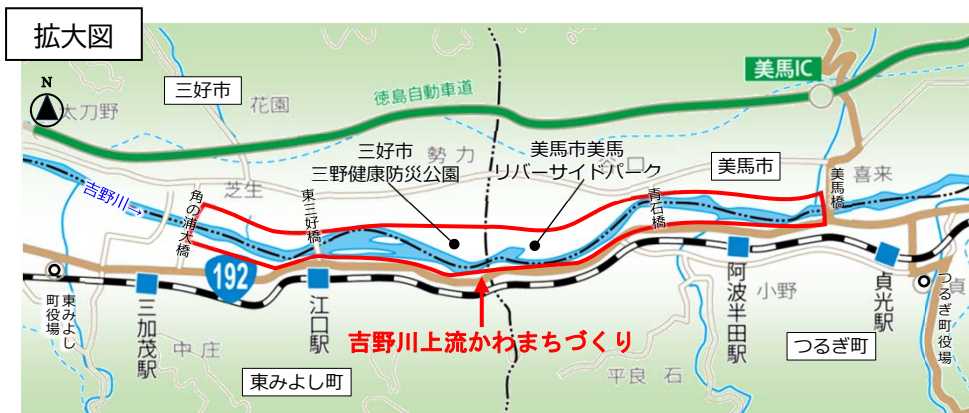 拡大図
N
太刀野
三好市
花園
徳島自動車道
美馬IC
三好市
三野健康防災公園
勢力
美馬市美馬
リバーサイドパーク
口
美馬市
喜来
吉野川→
芝生
角の浦大橋
東三好橋
青石橋
美馬橋
192
東みよし
町役場
三加茂駅
中庄
江口駅
東みよし町
吉野川上流かわまちづくり
平良石
小野
阿波半田駅
つるぎ町
貞光駅
つるぎ町役場
貞